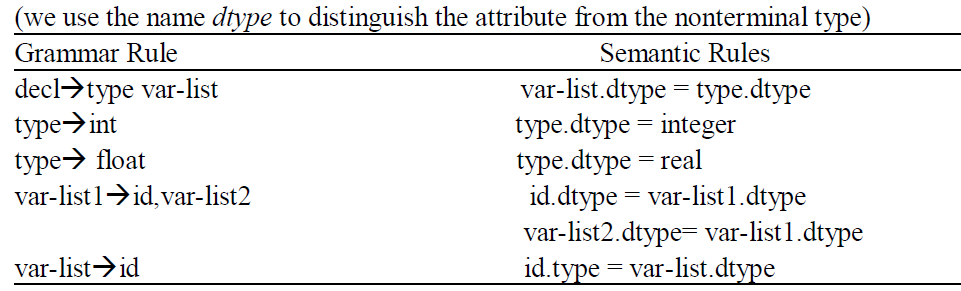 (we use the name dtype to distinguish the attribute from the nonterminal type)
Grammar Rule Semantic Rules
decl→type var-list var-list.dtype = type.dtype
type→int type.dtype = integer
type→ float type.dtype = real
var-list1→id,var-list2 id.dtype = var-list1.dtype
var-list2.dtype= var-list1.dtype
var-list→id id.type = var-list.dtype